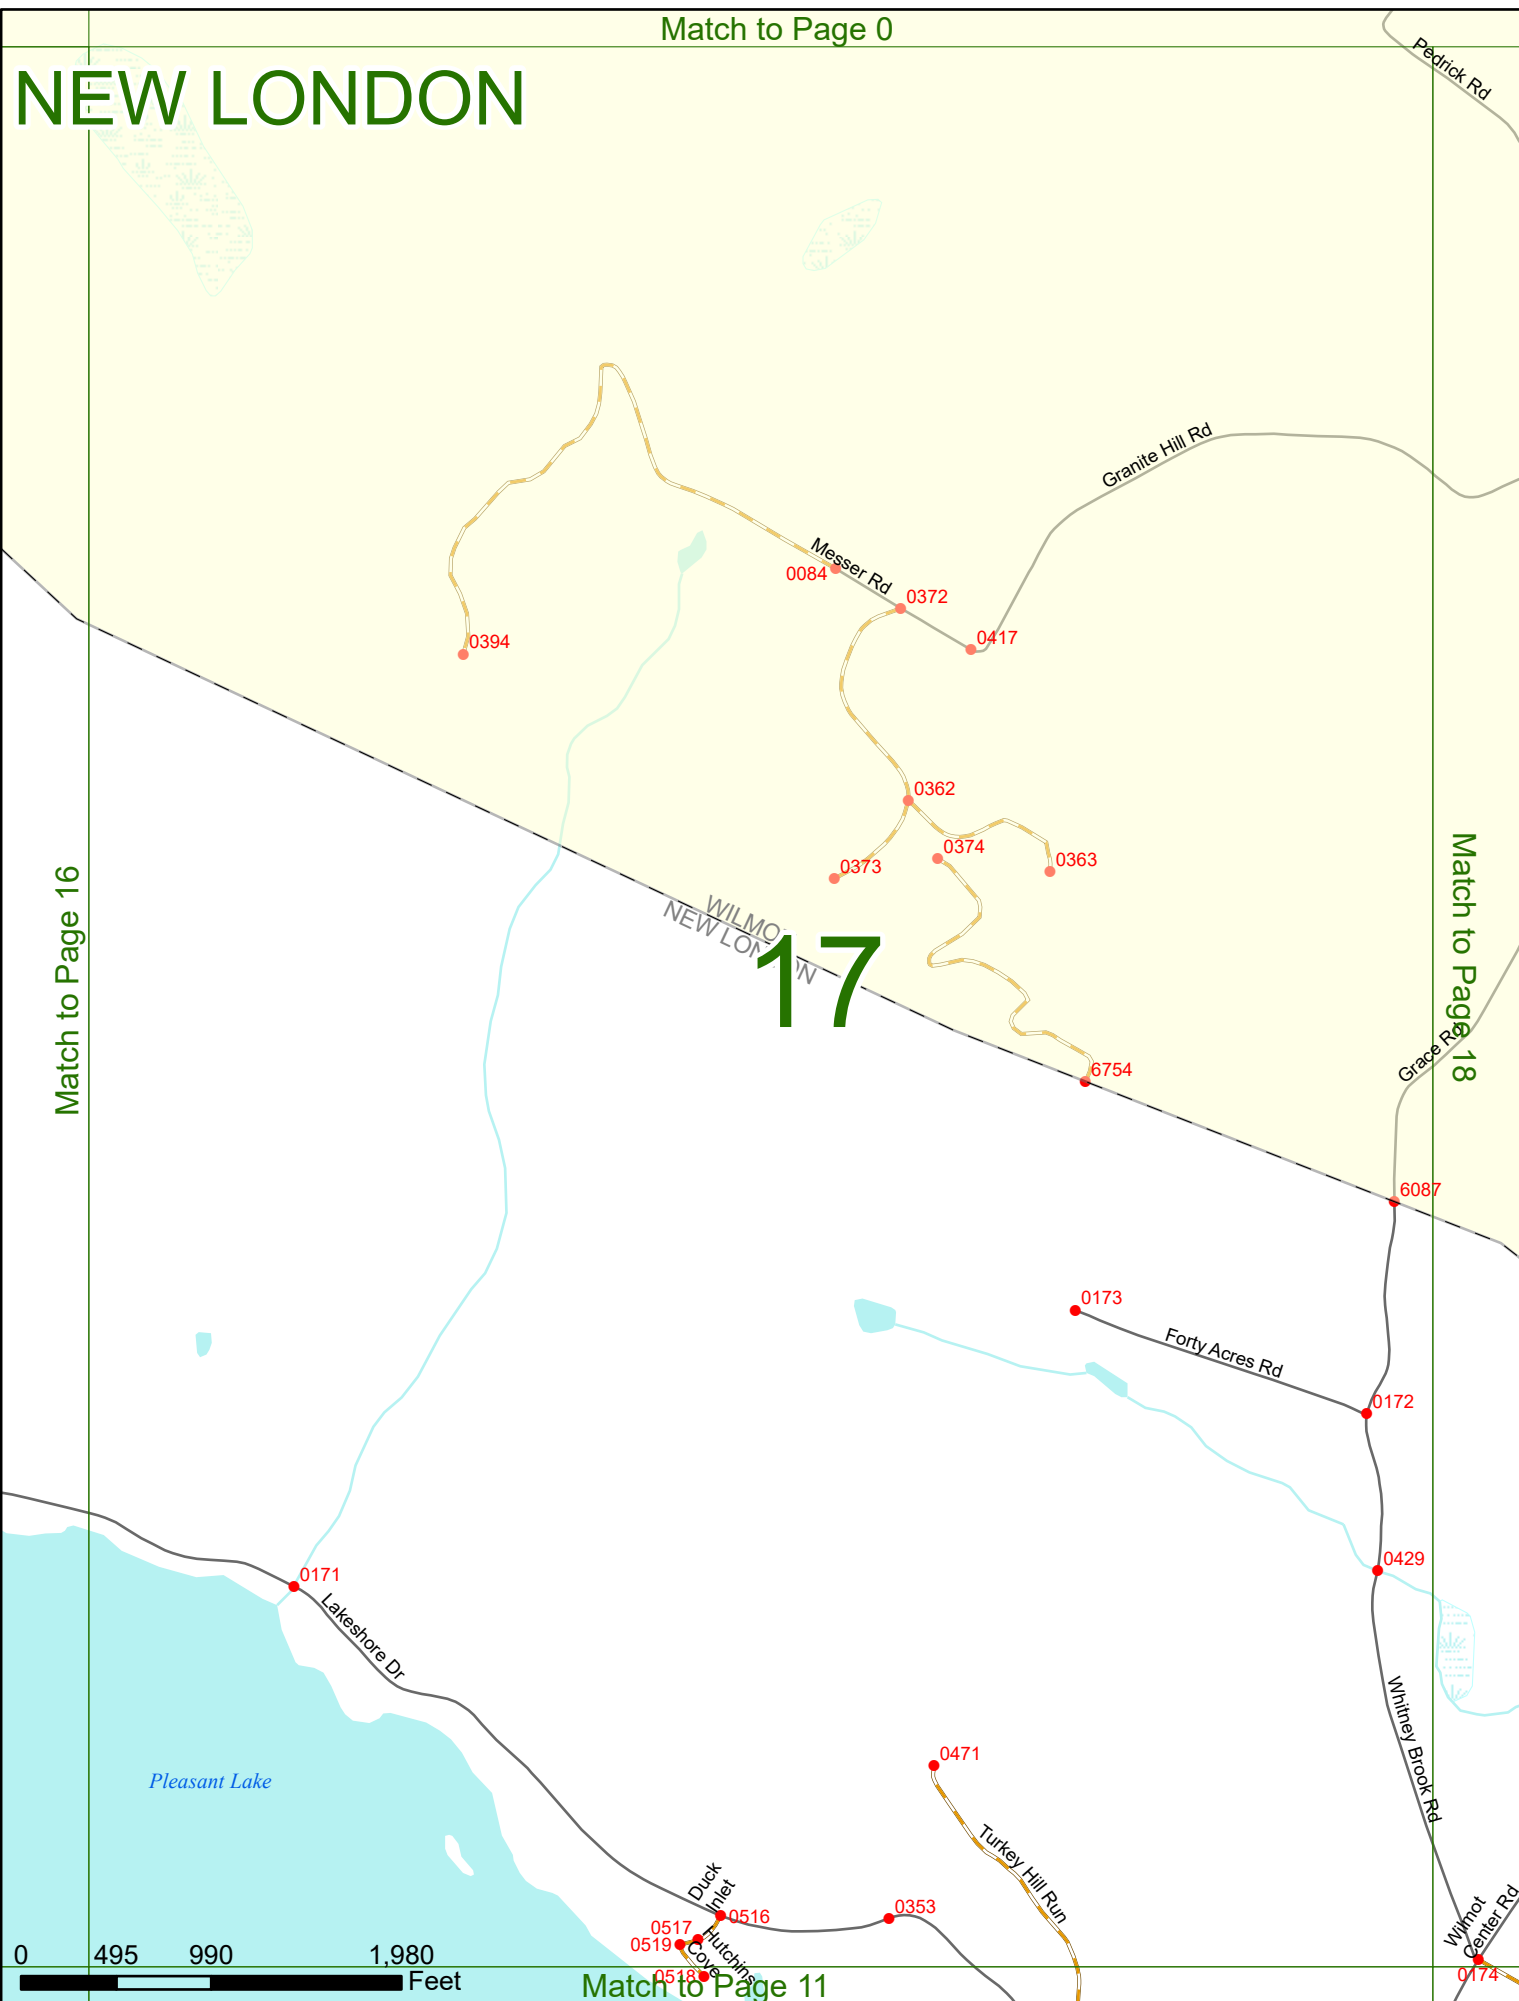 Match to Page 0
Pedrick Rd
NEW LONDON
Granite Hill Rd
Messer Rd
0084
0372
0417
0394
0362
0374
0363
0373
Match to Page 16
Match to Page 18
WILMO
NEW LONDON
17
Grace Rd
6754
6087
0173
Forty Acres Rd
0172
0429
0171
Lakeshore Dr
Whitney Brook Rd
Pleasant Lake
0471
Turkey Hill Run
Duck
Inlet
0516
0353
0517
0519
Hutchins
Cove
0518
Wilmot
Center Rd
0174
0 495 990 1,980
Feet
Match to Page 11